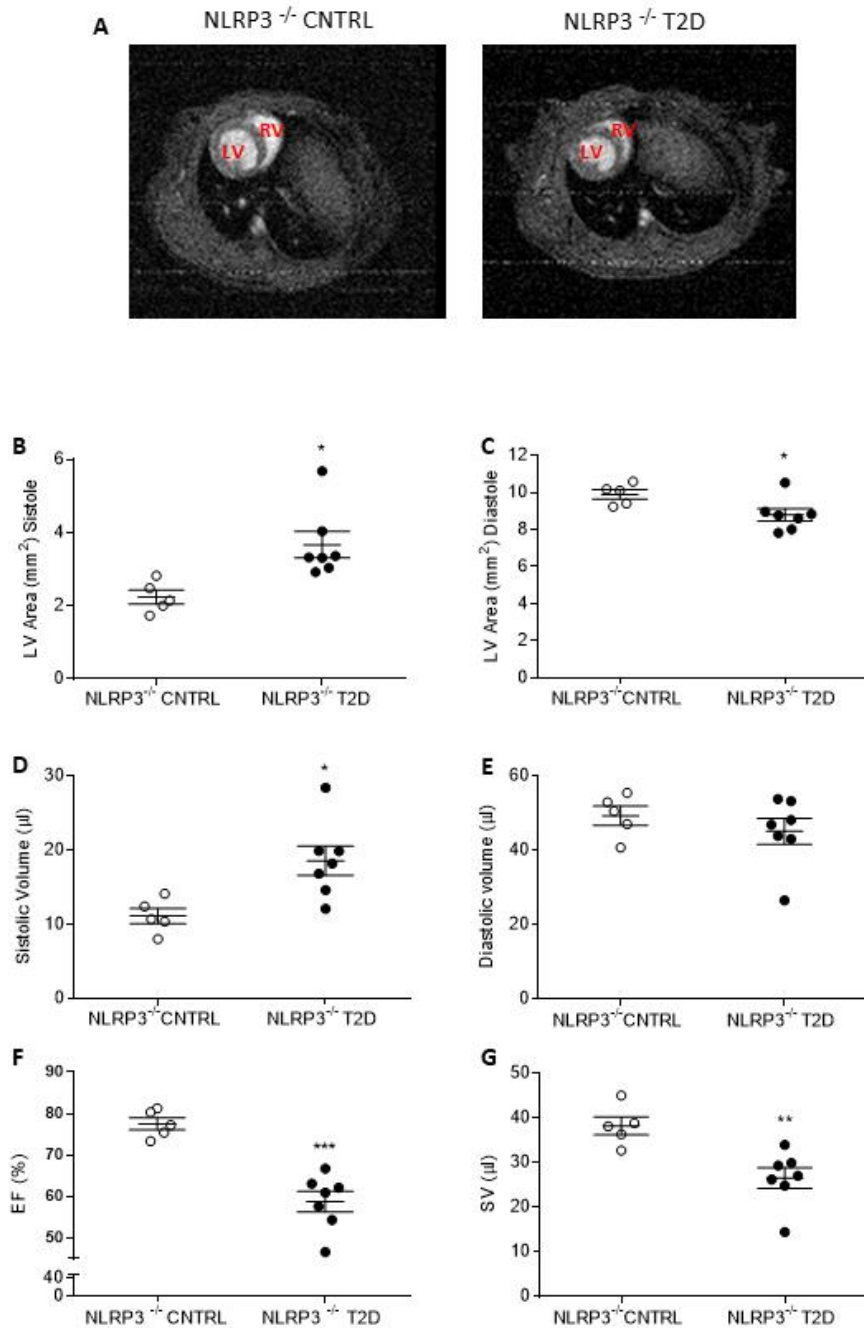 A
NLRP3 -/- CNTRL
NLRP3 -/- T2D
LV
RV
LV
RV
B
LV Area (mm2) Sistole
6
4
2
0
*
NLRP3-/- CNTRL
NLRP3-/- T2D
C
LV Area (mm2) Diastole
12
10
8
6
4
2
0
*
NLRP3-/- CNTRL
NLRP3-/- T2D
D
Sistolic Volume (µl)
30
20
10
0
*
NLRP3-/- CNTRL
NLRP3-/- T2D
E
Diastolic volume (µl)
60
40
20
0
NLRP3-/- CNTRL
NLRP3-/- T2D
F
EF (%)
90
80
70
60
50
40
0
***
NLRP3 -/- CNTRL
NLRP3 -/- T2D
G
SV (µl)
50
40
30
20
10
0
**
NLRP3 -/- CNTRL
NLRP3 -/- T2D